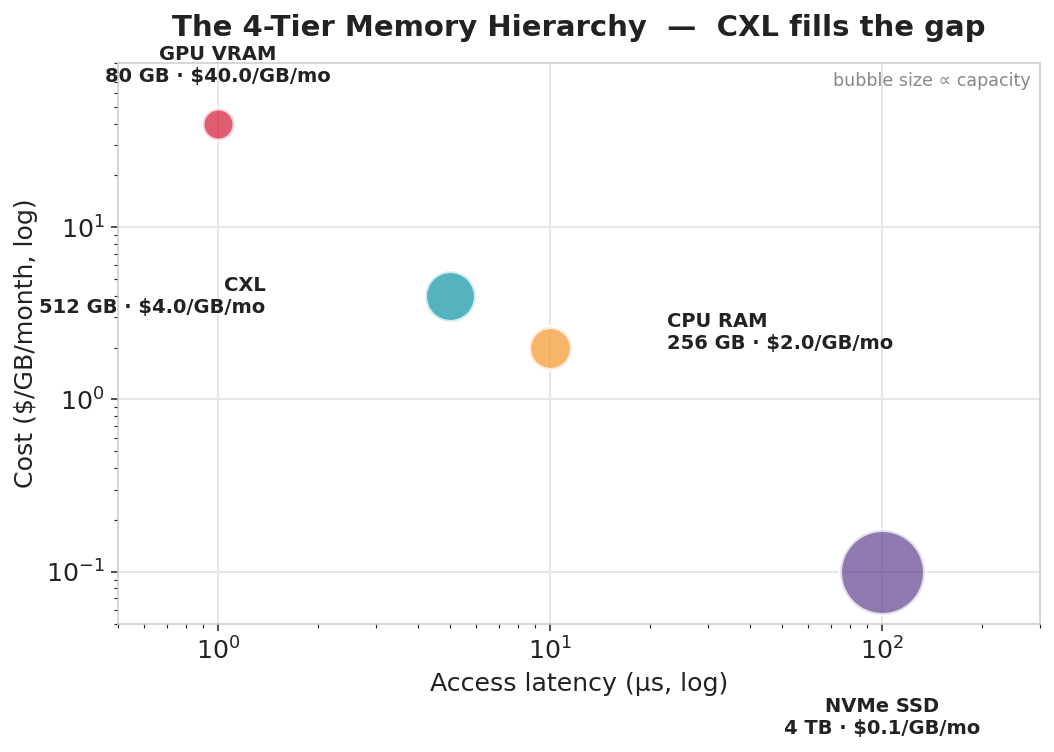 The 4-Tier Memory Hierarchy — CXL fills the gap
GPU VRAM
80 GB · $40.0/GB/mo
bubble size ∝ capacity
Cost ($/GB/month, log)
10¹
10⁰
10⁻¹
CXL
512 GB · $4.0/GB/mo
CPU RAM
256 GB · $2.0/GB/mo
10⁰ 10¹ 10²
Access latency (µs, log)
NVMe SSD
4 TB · $0.1/GB/mo